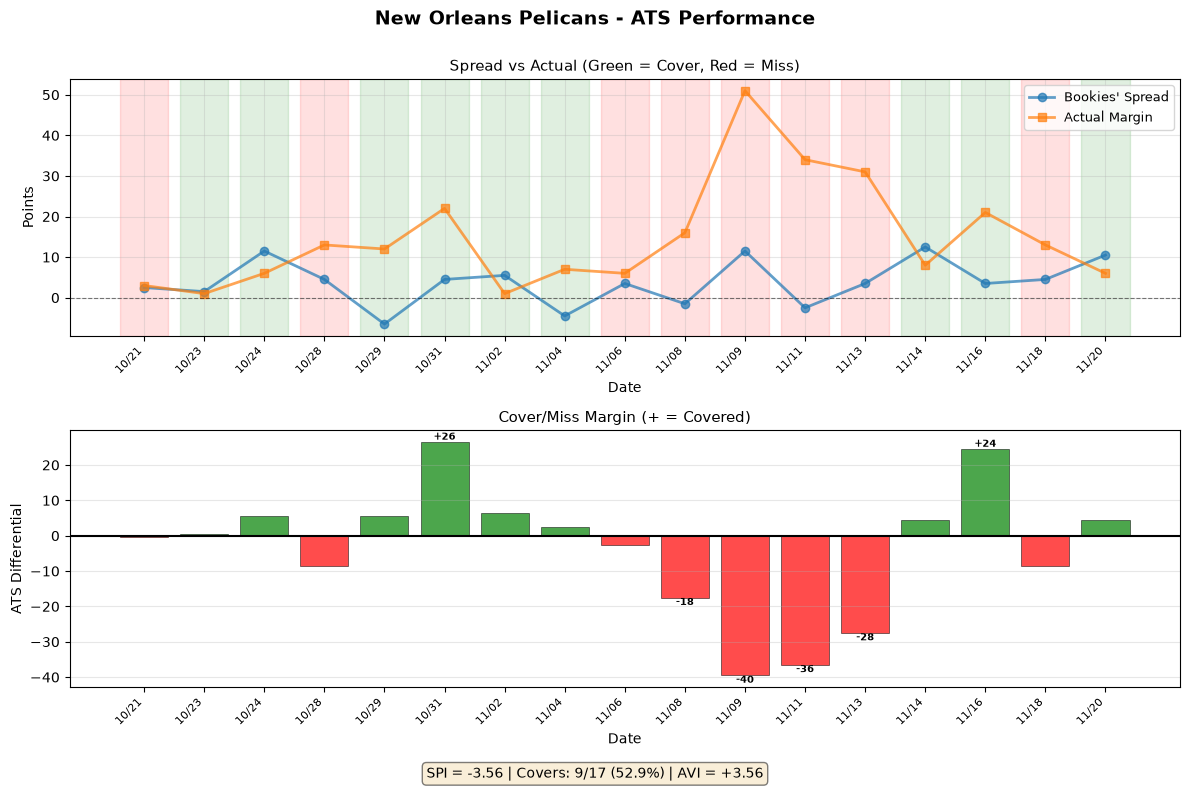 New Orleans Pelicans - ATS Performance
Spread vs Actual (Green = Cover, Red = Miss)
Points
50
40
30
20
10
0
Bookies' Spread
Actual Margin
10/21 10/23 10/24 10/28 10/29 10/31 11/02 11/04 11/06 11/08 11/09 11/11 11/13 11/14 11/16 11/18 11/20
Date
Cover/Miss Margin (+ = Covered)
ATS Differential
20
10
0
−10
−20
−30
−40
+26
-18
-40
-36
-28
+24
10/21 10/23 10/24 10/28 10/29 10/31 11/02 11/04 11/06 11/08 11/09 11/11 11/13 11/14 11/16 11/18 11/20
Date
SPI = -3.56 | Covers: 9/17 (52.9%) | AVI = +3.56